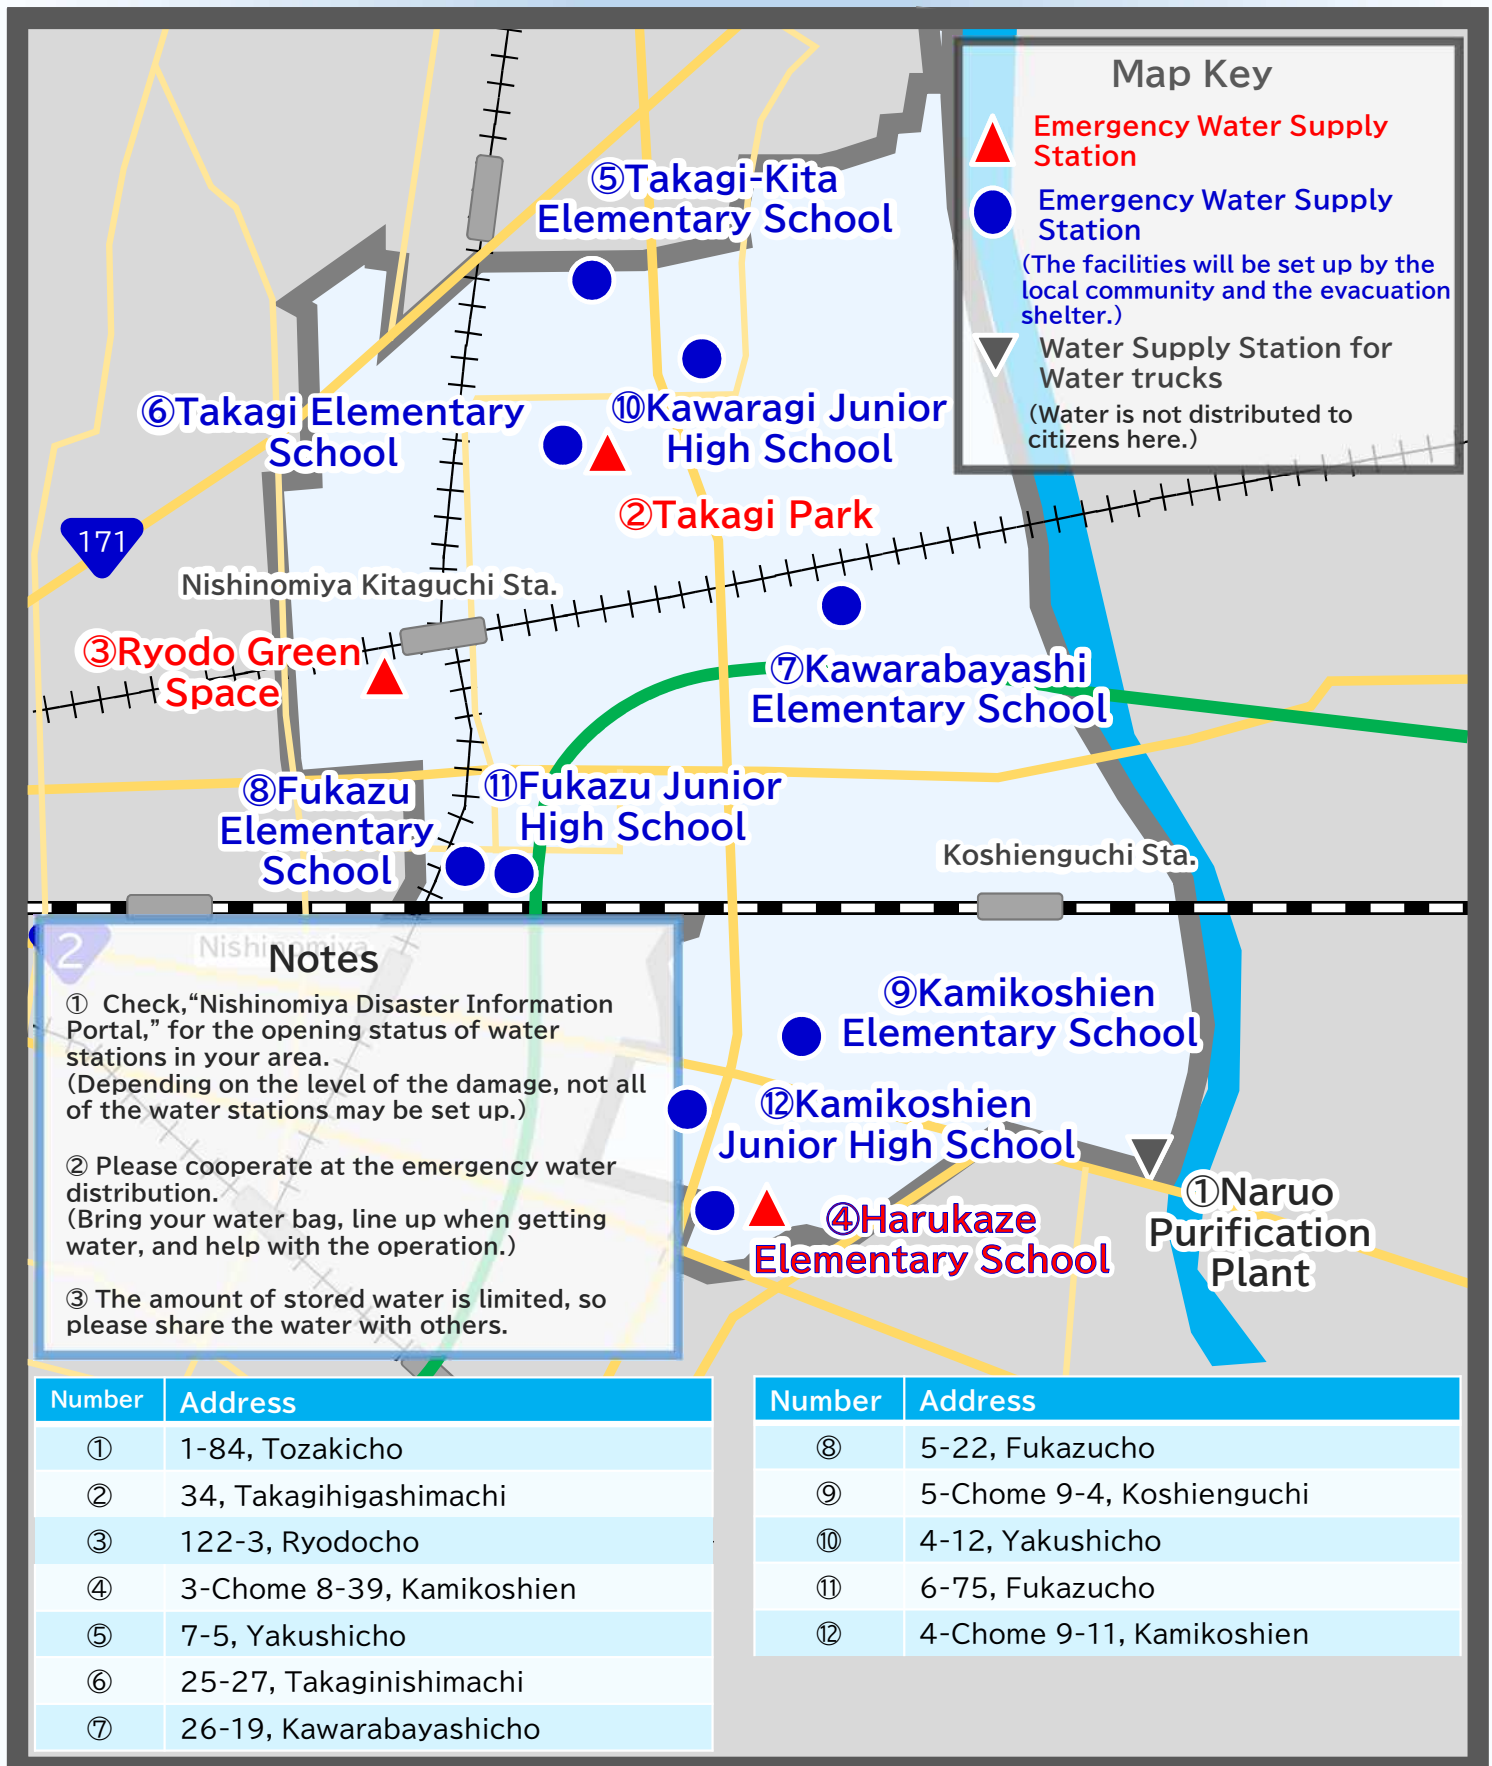 Map Key
Emergency Water Supply
Station
Emergency Water Supply
Station
(The facilities will be set up by the
local community and the evacuation
shelter.)
Water Supply Station for
Water trucks
(Water is not distributed to
citizens here.)
⑤Takagi-Kita
Elementary School
⑥Takagi Elementary
School
⑩Kawaragi Junior
High School
②Takagi Park
171
Nishinomiya Kitaguchi Sta.
③Ryodo Green
Space
⑦Kawarabayashi
Elementary School
⑧Fukazu
Elementary
School
⑪Fukazu Junior
High School
Koshienguchi Sta.
2
Nishinomiya
⑨Kamikoshien
Elementary School
⑫Kamikoshien
Junior High School
④Harukaze
Elementary School
①Naruo
Purification
Plant
Notes
① Check,“Nishinomiya Disaster Information
Portal,” for the opening status of water
stations in your area.
(Depending on the level of the damage, not all
of the water stations may be set up.)
② Please cooperate at the emergency water
distribution.
(Bring your water bag, line up when getting
water, and help with the operation.)
③ The amount of stored water is limited, so
please share the water with others.
Number Address
① 1-84, Tozakicho
② 34, Takagihigashimachi
③ 122-3, Ryodocho
④ 3-Chome 8-39, Kamikoshien
⑤ 7-5, Yakushicho
⑥ 25-27, Takaginishimachi
⑦ 26-19, Kawarabayashicho
Number Address
⑧ 5-22, Fukazucho
⑨ 5-Chome 9-4, Koshienguchi
⑩ 4-12, Yakushicho
⑪ 6-75, Fukazucho
⑫ 4-Chome 9-11, Kamikoshien